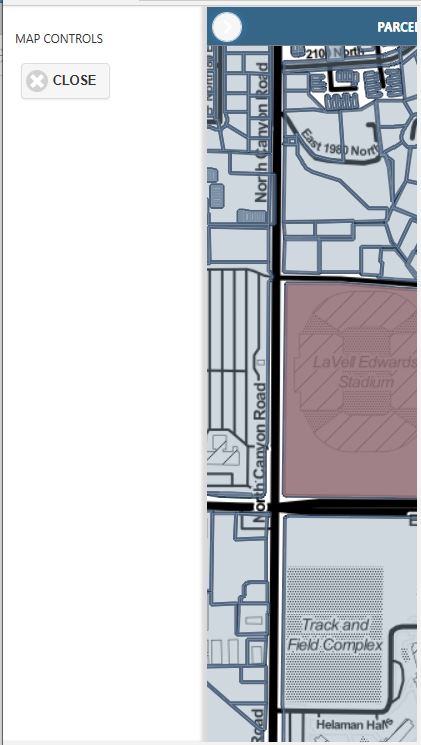 MAP CONTROLS
CLOSE
PARCE
2100 North
North Canyon Road
East 1980 North
LaVell Edwards
Stadium
North Canyon Road
Track and
Field Complex
Helaman Halls
Road